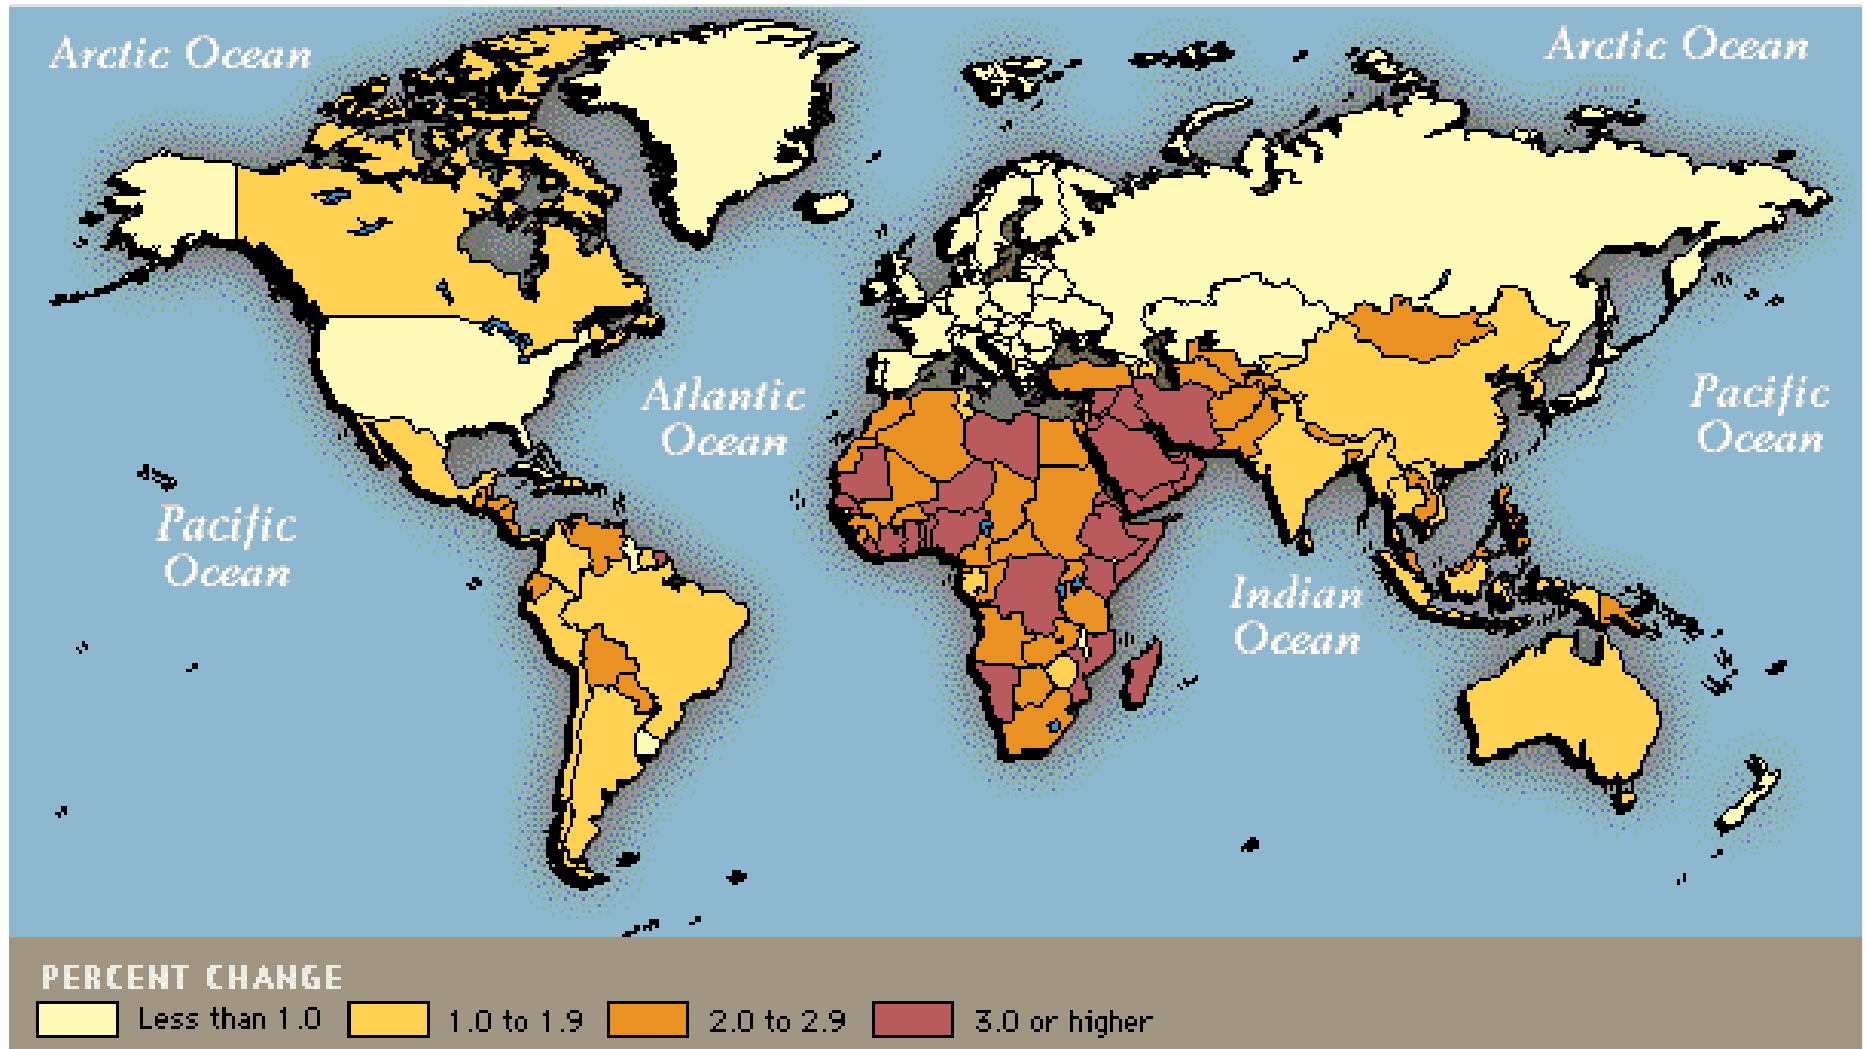 Arctic Ocean
Arctic Ocean
Atlantic
Ocean
Pacific
Ocean
Pacific
Ocean
Indian
Ocean
PERCENT CHANGE
Less than 1.0
1.0 to 1.9
2.0 to 2.9
3.0 or higher